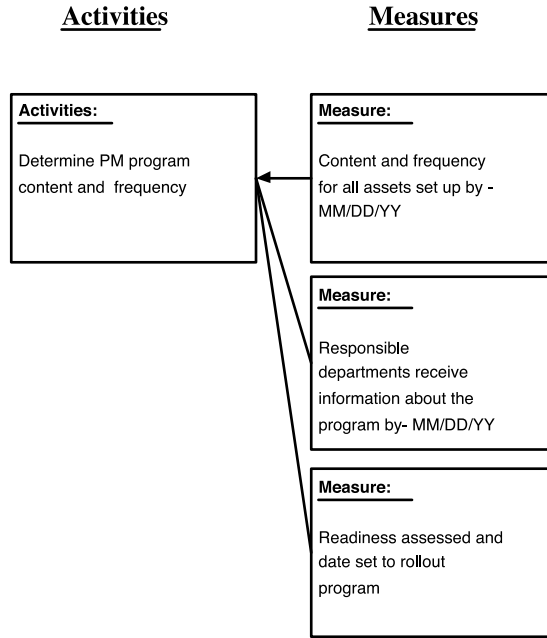 Activities
Measures
Activities:
Determine PM program
content and frequency
Measure:
Content and frequency
for all assets set up by -
MM/DD/YY
Measure:
Responsible
departments receive
information about the
program by- MM/DD/YY
Measure:
Readiness assessed and
date set to rollout
program